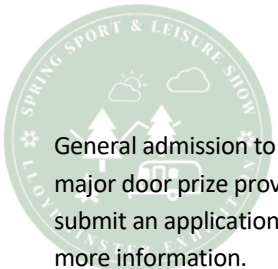 SPRING SPORT & LEISURE SHOW
General admission to
major door prize prov
submit an application
more information.